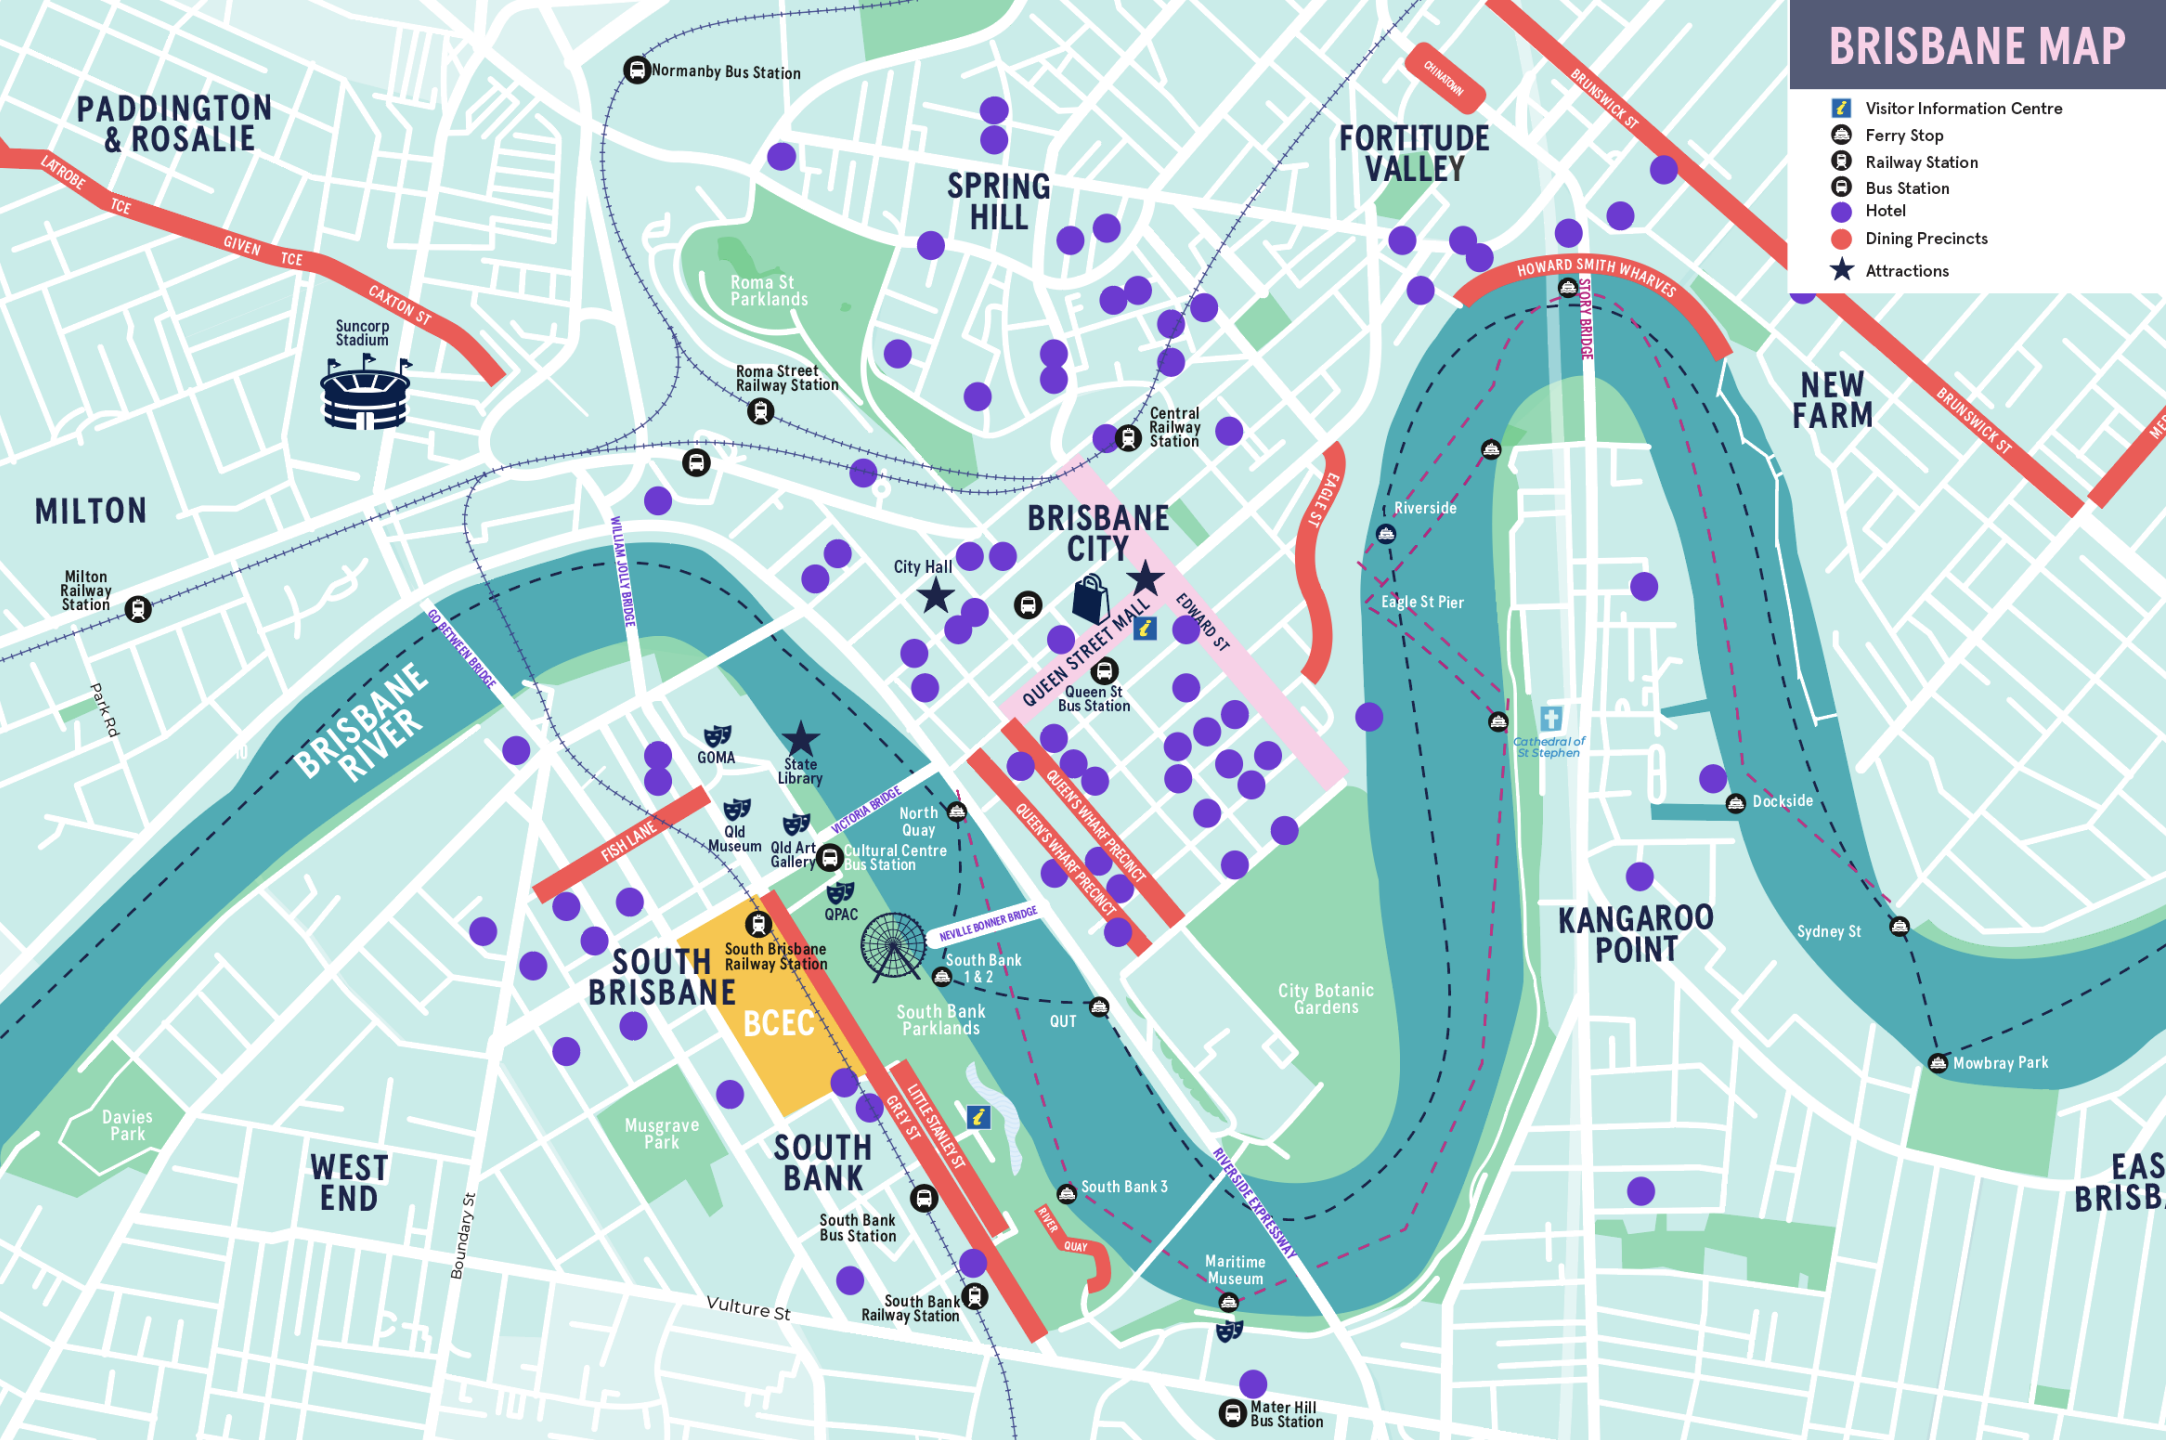 BRISBANE MAP
Visitor Information Centre
Ferry Stop
Railway Station
Bus Station
Hotel
Dining Precincts
Attractions
Normanby Bus Station
CHINATOWN
BRUNSWICK ST
PADDINGTON
& ROSALIE
FORTITUDE
VALLEY
SPRING
HILL
LATROBE
TCE
GIVEN
TCE
CAXTON ST
HOWARD SMITH WHARVES
STORY BRIDGE
Roma St
Parklands
Suncorp
Stadium
Roma Street
Railway Station
NEW
FARM
BRUNSWICK ST
MER
Central
Railway
Station
MILTON
EAGLE ST
Riverside
BRISBANE
CITY
WILLIAM JOLLY BRIDGE
City Hall
Milton
Railway
Station
GO BETWEEN BRIDGE
QUEEN STREET MALL
EDWARD ST
Eagle St Pier
Park Rd
BRISBANE
RIVER
10
Queen St
Bus Station
GOMA
State
Library
Cathedral of
St Stephen
VICTORIA BRIDGE
North
Quay
QUEEN'S WHARF PRECINCT
QUEEN'S WHARF PRECINCT
Dockside
FISH LANE
Qld
Museum
Qld Art
Gallery
Cultural Centre
Bus Station
QPAC
NEVILLE BONNER BRIDGE
KANGAROO
POINT
Sydney St
South Brisbane
Railway Station
SOUTH
BRISBANE
BCEC
South Bank
1 & 2
South Bank
Parklands
QUT
City Botanic
Gardens
Mowbray Park
Davies
Park
Musgrave
Park
LITTLE STANLEY ST
GREY ST
SOUTH
BANK
WEST
END
South Bank 3
RIVERSIDE EXPRESSWAY
EAS
BRISBA
Boundary St
South Bank
Bus Station
RIVER
QUAY
Maritime
Museum
Vulture St
South Bank
Railway Station
Mater Hill
Bus Station